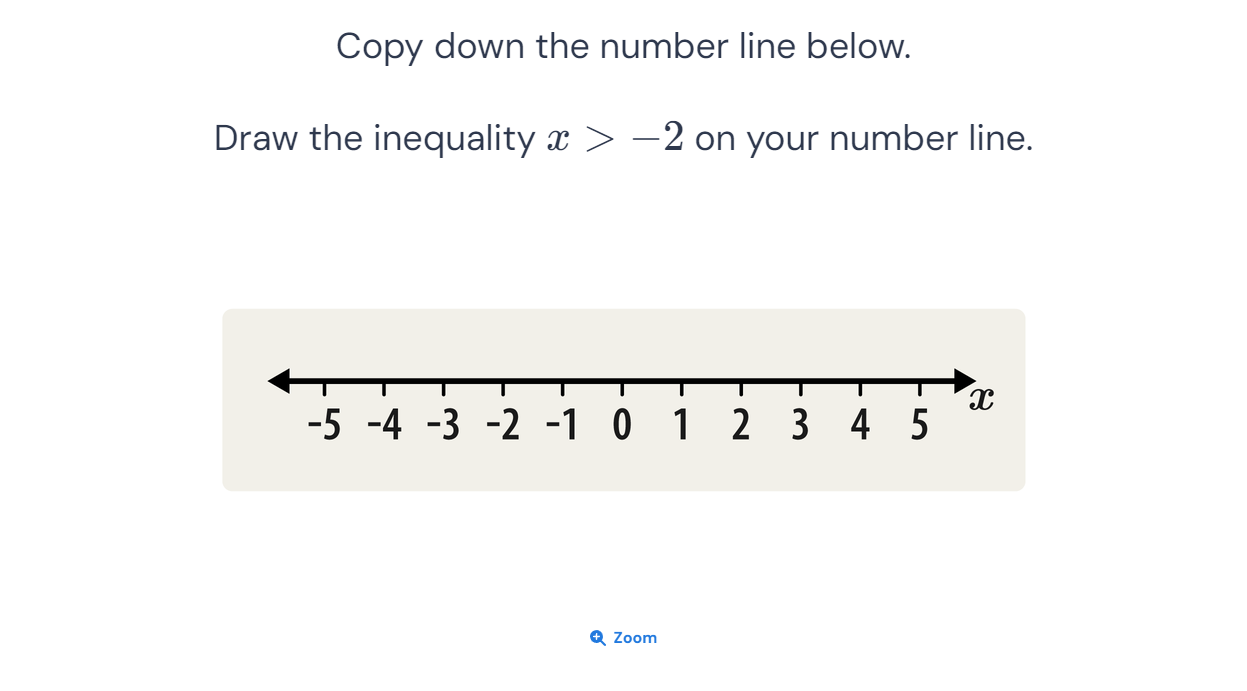 Copy down the number line below.
Draw the inequality x > −2 on your number line.
-5 -4 -3 -2 -1 0 1 2 3 4 5 x
Zoom